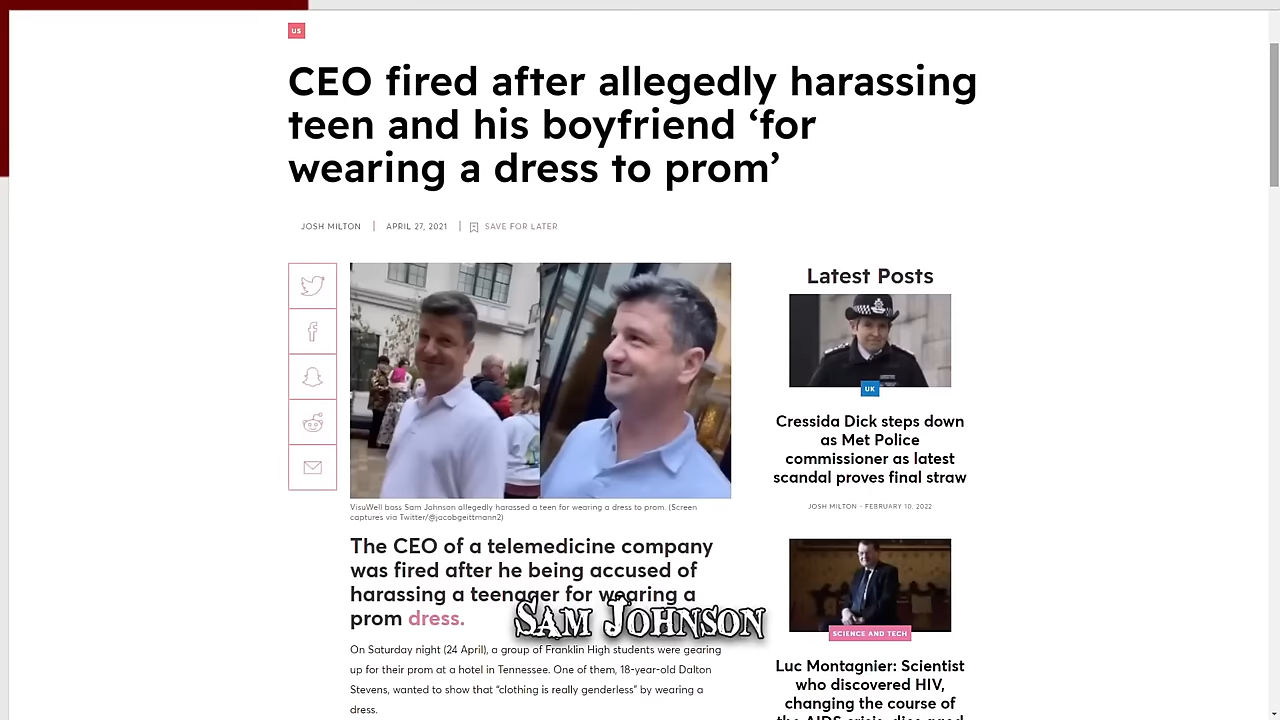 US
CEO fired after allegedly harassing
teen and his boyfriend ‘for
wearing a dress to prom’
JOSH MILTON | APRIL 27, 2021 | SAVE FOR LATER
VisuWell boss Sam Johnson allegedly harassed a teen for wearing a dress to prom. (Screen
captures via Twitter/@jacobgeittmann2)
The CEO of a telemedicine company
was fired after he being accused of
harassing a teenager for wearing a
prom dress.
Sam Johnson
On Saturday night (24 April), a group of Franklin High students were gearing
up for their prom at a hotel in Tennessee. One of them, 18-year-old Dalton
Stevens, wanted to show that “clothing is really genderless” by wearing a
dress.
Latest Posts
UK
Cressida Dick steps down
as Met Police
commissioner as latest
scandal proves final straw
JOSH MILTON - FEBRUARY 10, 2022
SCIENCE AND TECH
Luc Montagnier: Scientist
who discovered HIV,
changing the course of